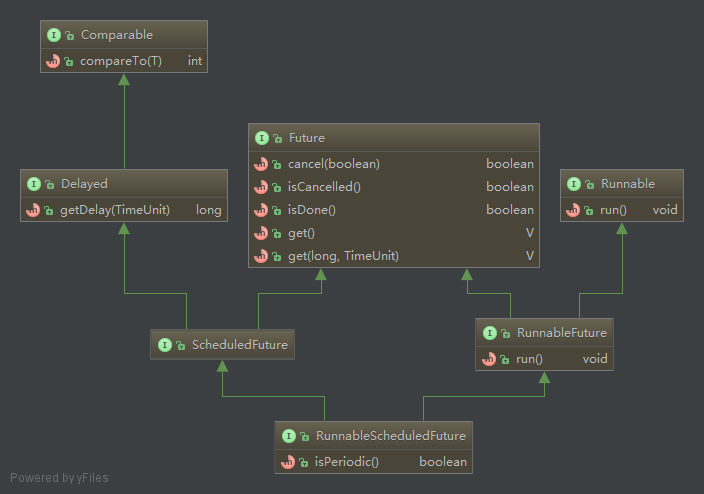 Comparable
compareTo(T) int
Future
cancel(boolean) boolean
isCancelled() boolean
isDone() boolean
get() V
get(long, TimeUnit) V
Delayed
getDelay(TimeUnit) long
Runnable
run() void
ScheduledFuture
RunnableFuture
run() void
RunnableScheduledFuture
isPeriodic() boolean
Powered by yFiles